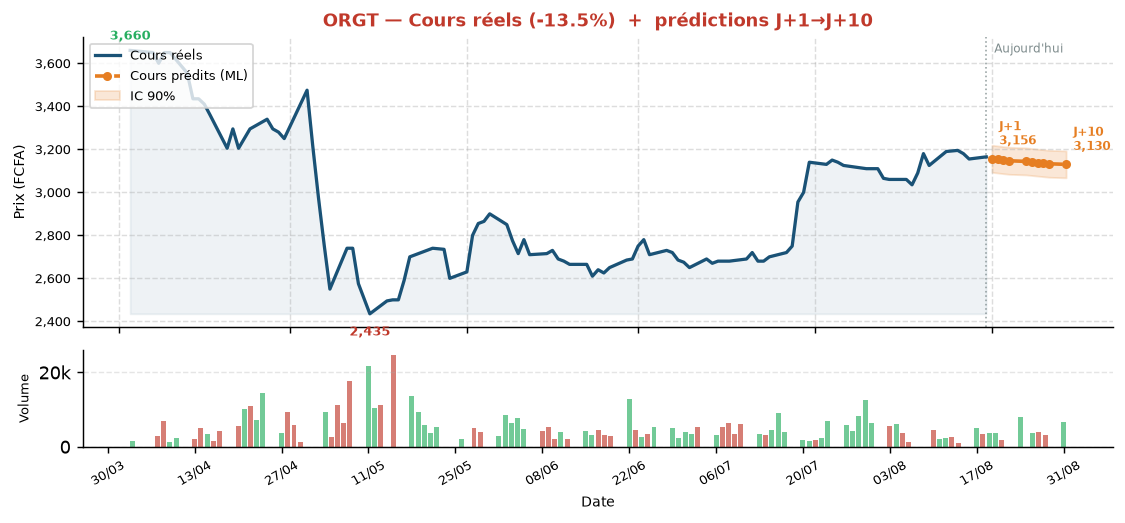 ORGT — Cours réels (-13.5%) + prédictions J+1→J+10
3,660
Cours réels
Cours prédits (ML)
IC 90%
Aujourd'hui
J+1
3,156
J+10
3,130
2,435
Prix (FCFA)
3,600
3,400
3,200
3,000
2,800
2,600
2,400
Volume
20k
0
30/03
13/04
27/04
11/05
25/05
08/06
22/06
06/07
20/07
03/08
17/08
31/08
Date